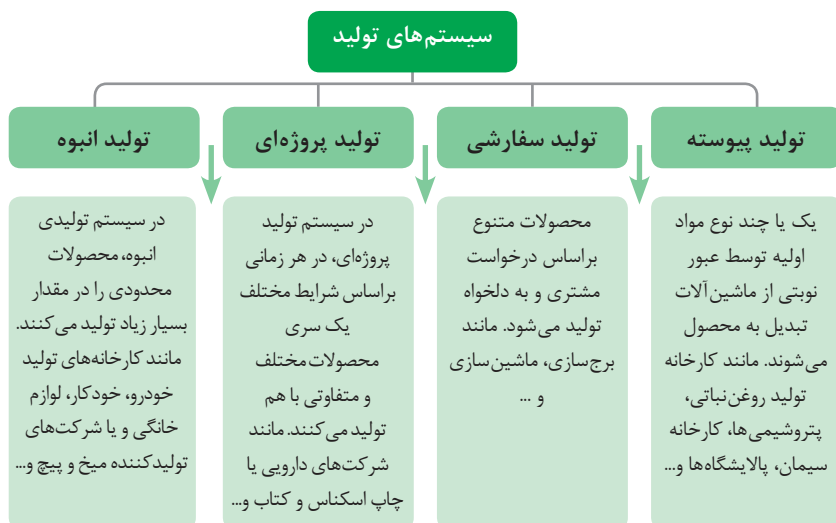 سیستم‌های تولید
تولید پیوسته
یک یا چند نوع مواد
اولیه توسط عبور
نوبتی از ماشین‌آلات
تبدیل به محصول
می‌شوند. مانند کارخانه
تولید روغن‌نباتی،
پتروشیمی‌ها، کارخانه
سیمان، پالایشگاه‌ها و...
تولید سفارشی
محصولات متنوع
براساس درخواست
مشتری و به دلخواه
تولید می‌شود. مانند
برج‌سازی، ماشین‌سازی
و ...
تولید پروژه‌ای
در سیستم تولید
پروژه‌ای، در هر زمانی
براساس شرایط مختلف
یک سری
محصولات مختلف
و متفاوتی با هم
تولید می‌کنند. مانند
شرکت‌های دارویی یا
چاپ اسکناس و کتاب و...
تولید انبوه
در سیستم تولیدی
انبوه، محصولات
محدودی را در مقدار
بسیار زیاد تولید می‌کنند.
مانند کارخانه‌های تولید
خودرو، خودکار، لوازم
خانگی و یا شرکت‌های
تولیدکننده میخ و پیچ و...